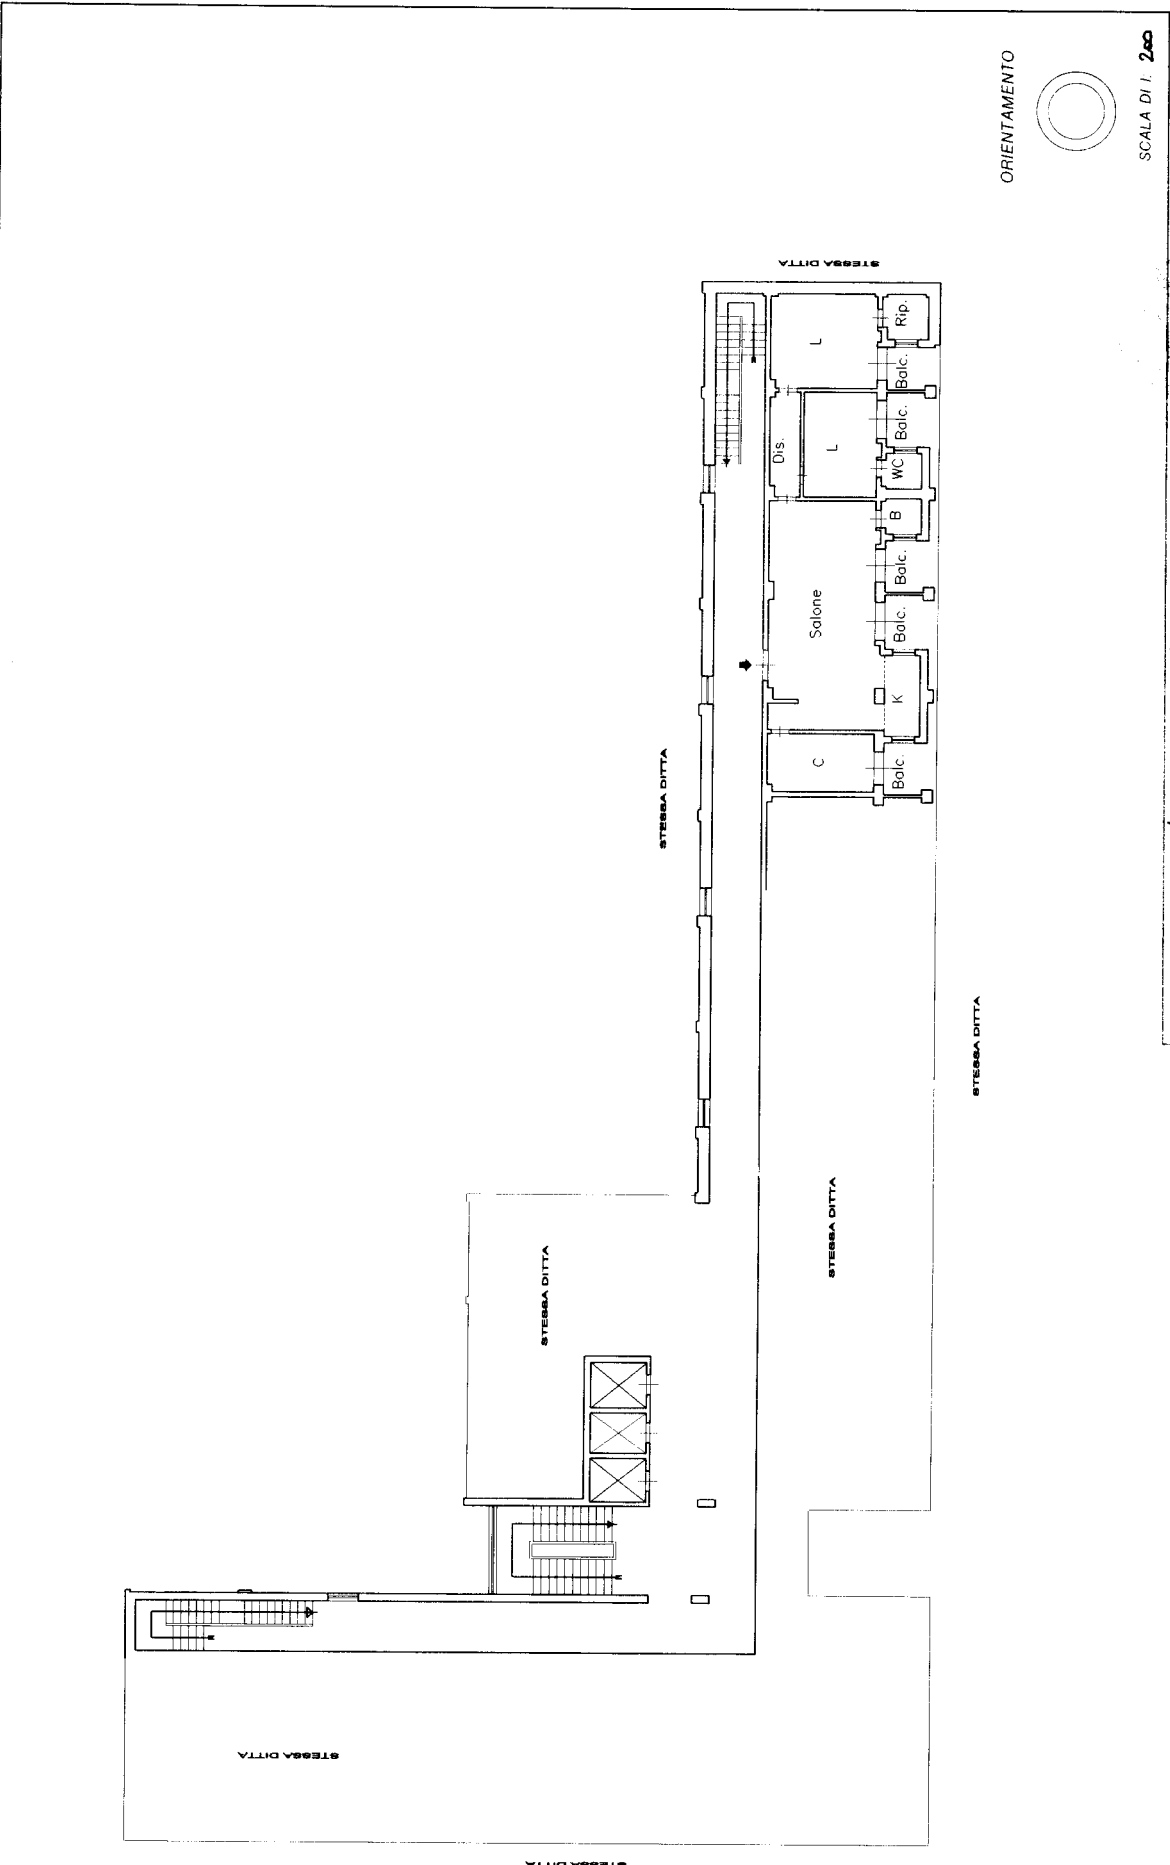 ORIENTAMENTO
SCALA DI 1: 200
STESSA DITTA
L
Rip.
Balc.
Dis.
L
Balc.
WC
B
Balc.
Salone
Balc.
K
C
Balc.
STESSA DITTA
STESSA DITTA
STESSA DITTA
STESSA DITTA
STESSA DITTA
STESSA DITTA